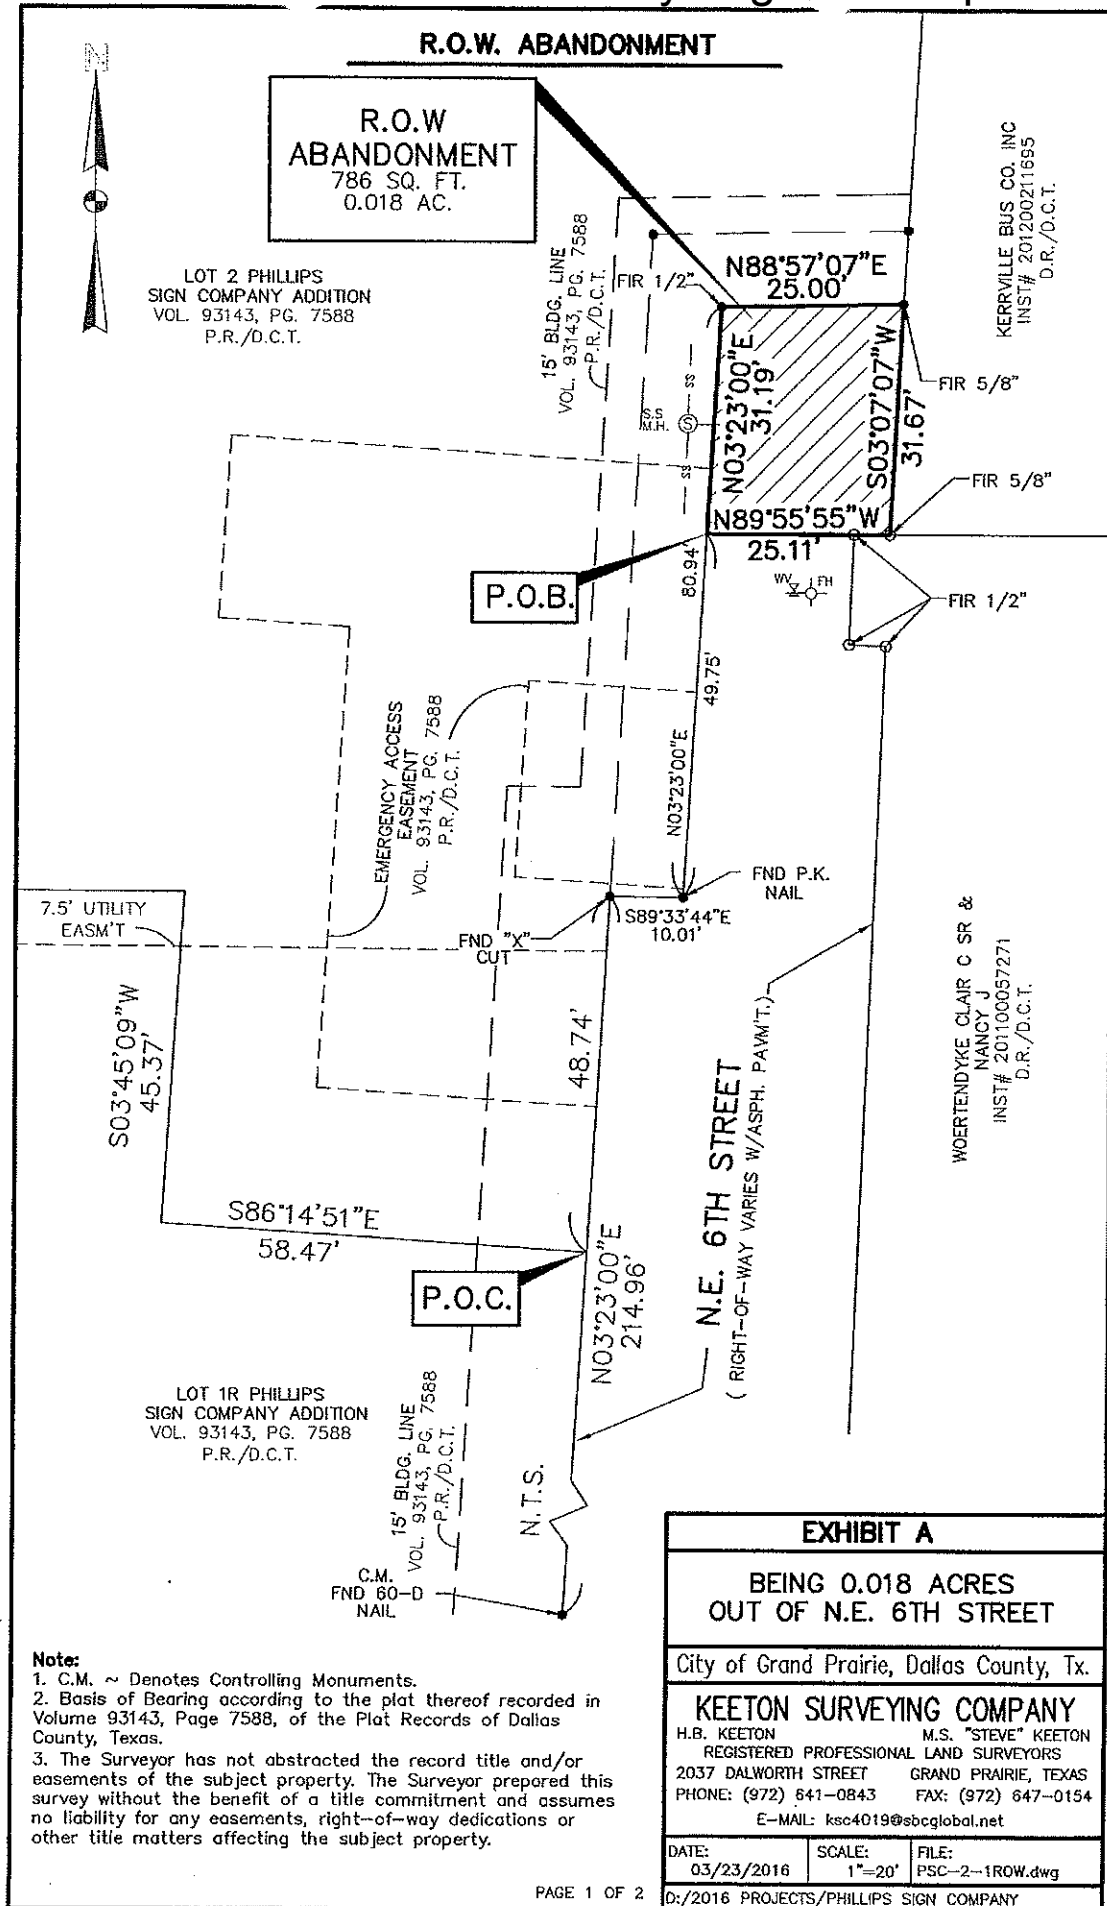 R.O.W. ABANDONMENT
N
R.O.W
ABANDONMENT
786 SQ. FT.
0.018 AC.
LOT 2 PHILLIPS
SIGN COMPANY ADDITION
VOL. 93143, PG. 7588
P.R./D.C.T.
15' BLDG. LINE
VOL. 93143, PG. 7588
P.R./D.C.T.
FIR 1/2"
N88°57'07"E
25.00'
KERRVILLE BUS CO. INC
INST# 201200211695
D.R./D.C.T.
N03°23'00"E
31.19'
S03°07'07"W
31.67'
FIR 5/8"
S.S.
M.H.
S
SS
SS
FIR 5/8"
N89°55'55"W
25.11'
P.O.B.
80.94'
WV
FH
FIR 1/2"
49.75'
N03°23'00"E
EMERGENCY ACCESS
EASEMENT
VOL. 93143, PG. 7588
P.R./D.C.T.
FND P.K.
NAIL
7.5' UTILITY
EASM'T
FND "X"
CUT
S89°33'44"E
10.01'
WOERTENDYKE CLAIR C SR &
NANCY J
INST# 201100057271
D.R./D.C.T.
S03°45'09"W
45.37'
48.74'
N.E. 6TH STREET
( RIGHT-OF-WAY VARIES W/ASPH. PAVM'T.)
S86°14'51"E
58.47'
P.O.C.
N03°23'00"E
214.96'
LOT 1R PHILLIPS
SIGN COMPANY ADDITION
VOL. 93143, PG. 7588
P.R./D.C.T.
15' BLDG. LINE
VOL. 93143, PG. 7588
P.R./D.C.T.
N.T.S.
C.M.
FND 60-D
NAIL
Note:
1. C.M. ~ Denotes Controlling Monuments.
2. Basis of Bearing according to the plat thereof recorded in
Volume 93143, Page 7588, of the Plat Records of Dallas
County, Texas.
3. The Surveyor has not abstracted the record title and/or
easements of the subject property. The Surveyor prepared this
survey without the benefit of a title commitment and assumes
no liability for any easements, right-of-way dedications or
other title matters affecting the subject property.
PAGE 1 OF 2
EXHIBIT A
BEING 0.018 ACRES
OUT OF N.E. 6TH STREET
City of Grand Prairie, Dallas County, Tx.
KEETON SURVEYING COMPANY
H.B. KEETON M.S. "STEVE" KEETON
REGISTERED PROFESSIONAL LAND SURVEYORS
2037 DALWORTH STREET GRAND PRAIRIE, TEXAS
PHONE: (972) 641-0843 FAX: (972) 647-0154
E-MAIL: ksc4019@sbcglobal.net
DATE: SCALE: FILE:
03/23/2016 1"=20' PSC-2-1ROW.dwg
D:/2016 PROJECTS/PHILLIPS SIGN COMPANY